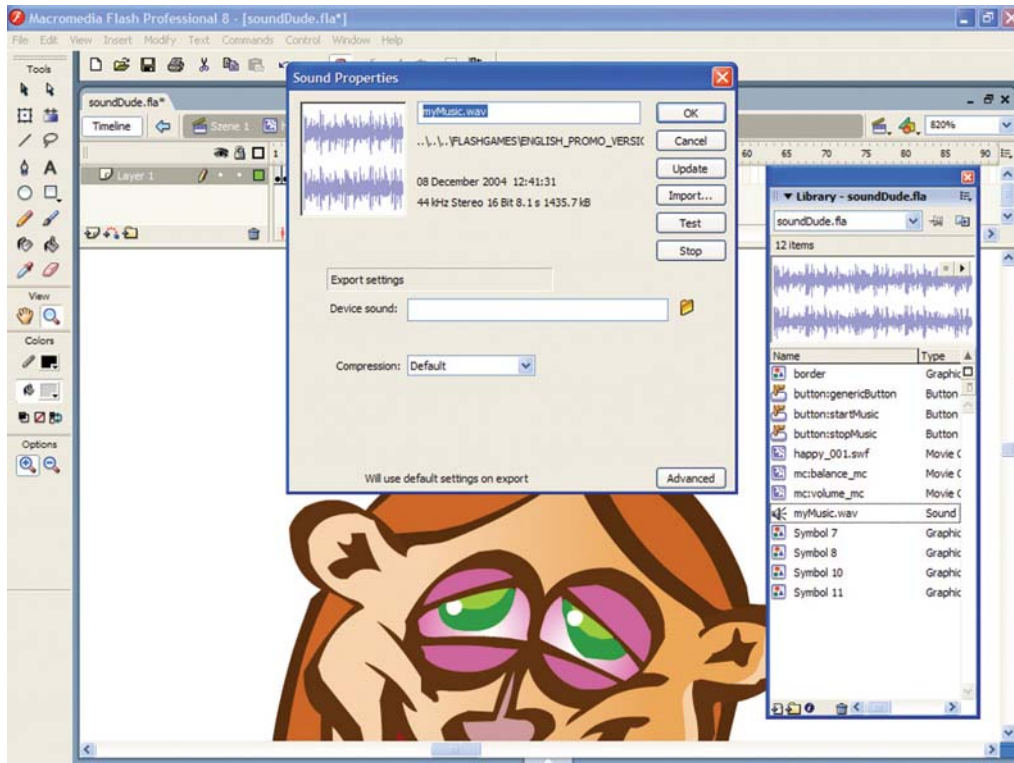 Macromedia Flash Professional 8 - [soundDude.fla*]
File Edit View Insert Modify Text Commands Control Window Help
Tools
View
Colors
Options
soundDude.fla*
Timeline
Szene 1
820%
Layer 1
1
60 65 70 75 80 85 90
Sound Properties
myMusic.wav
..\..\..\FLASHGAMES\ENGLISH_PROMO_VERSIO
08 December 2004 12:41:31
44 kHz Stereo 16 Bit 8.1 s 1435.7 kB
OK
Cancel
Update
Import...
Test
Stop
Export settings
Device sound:
Compression: Default
Will use default settings on export
Advanced
Library - soundDude.fla
soundDude.fla
12 items
Name Type
border Graphic
button:genericButton Button
button:startMusic Button
button:stopMusic Button
happy_001.swf Movie C
mc:balance_mc Movie C
mc:volume_mc Movie C
myMusic.wav Sound
Symbol 7 Graphic
Symbol 8 Graphic
Symbol 10 Graphic
Symbol 11 Graphic